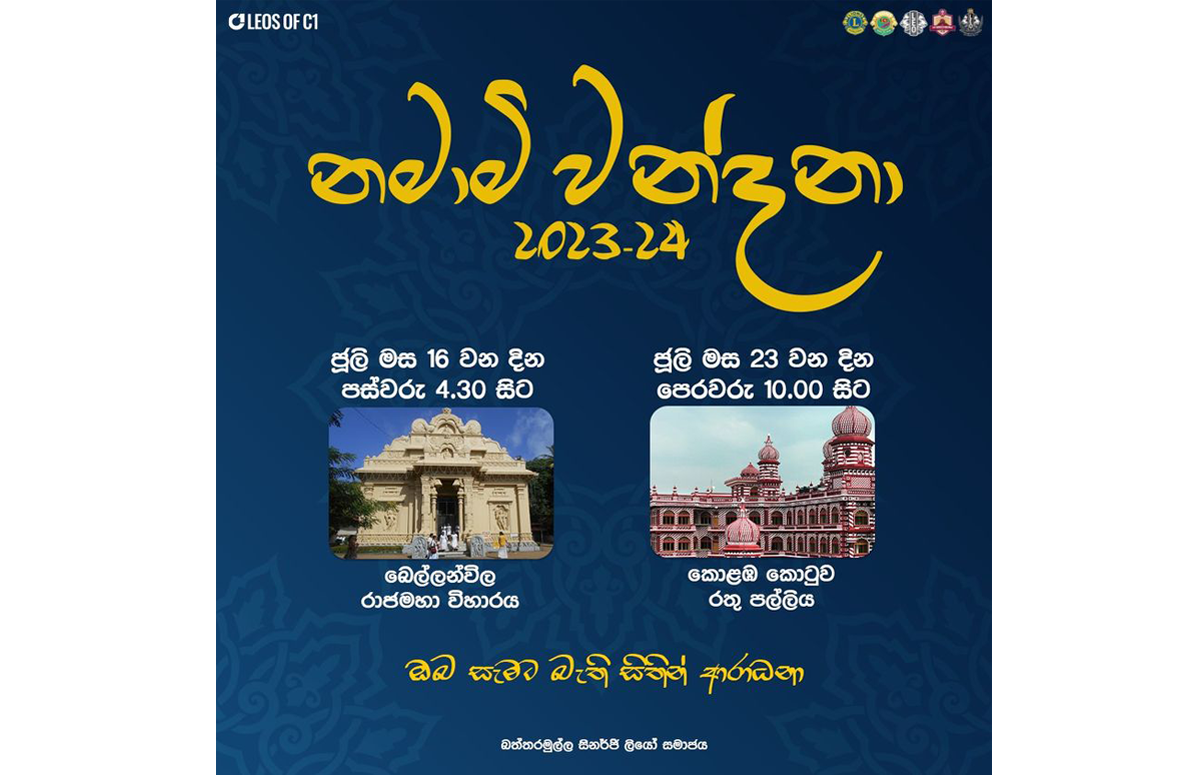 LEOS OF C1
නමාමි වන්දනා
2023-24
ජූලි මස 16 වන දින
පස්වරු 4.30 සිට
ජූලි මස 23 වන දින
පෙරවරු 10.00 සිට
බෙල්ලන්විල
රාජමහා විහාරය
කොළඹ කොටුව
රතු පල්ලිය
ඔබ සැමට බැති සිතින් ආරාධනා
බත්තරමුල්ල සිනර්ජි ලියෝ සමාජය